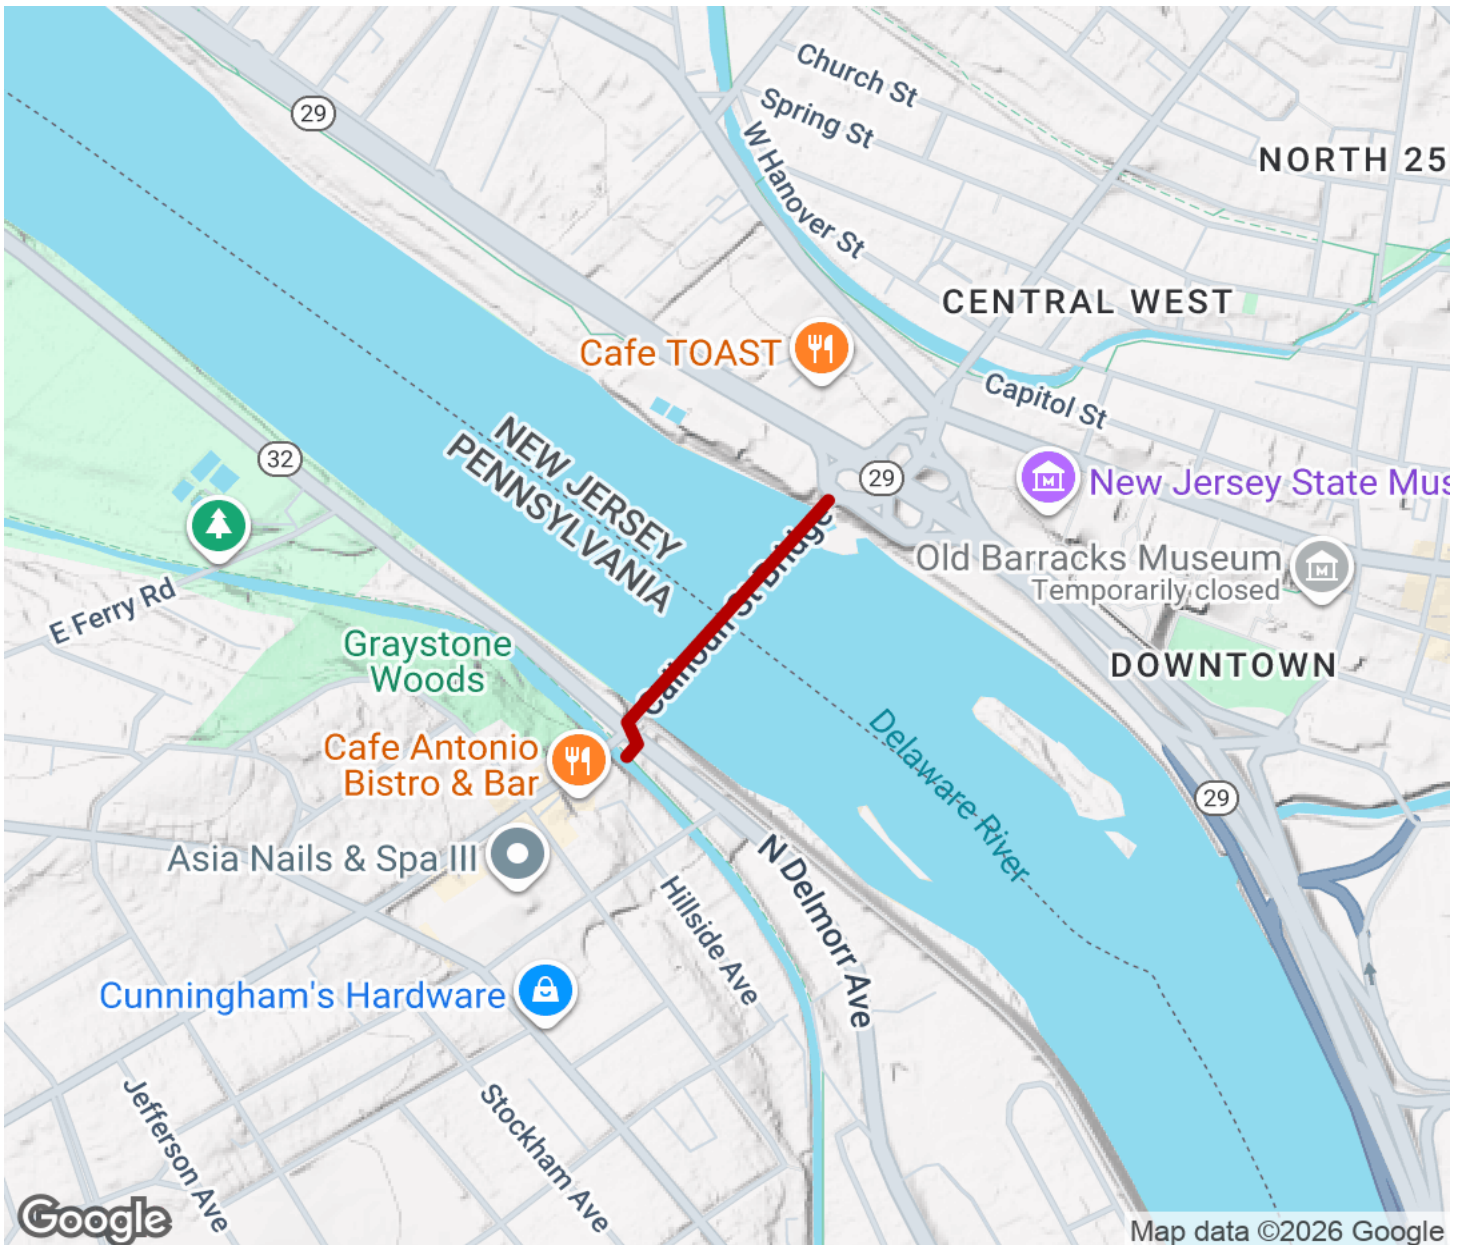 Church St
Spring St
29
W Hanover St
NORTH 25
CENTRAL WEST
Cafe TOAST
Capitol St
NEW JERSEY
PENNSYLVANIA
32
29
New Jersey State Mus
Old Barracks Museum
Temporarily closed
Calhoun St Bridge
E Ferry Rd
Graystone
Woods
DOWNTOWN
Cafe Antonio
Bistro & Bar
Delaware River
29
Asia Nails & Spa III
N Delmorr Ave
Hillside Ave
Cunningham's Hardware
Jefferson Ave
Stockham Ave
Google
Map data ©2026 Google